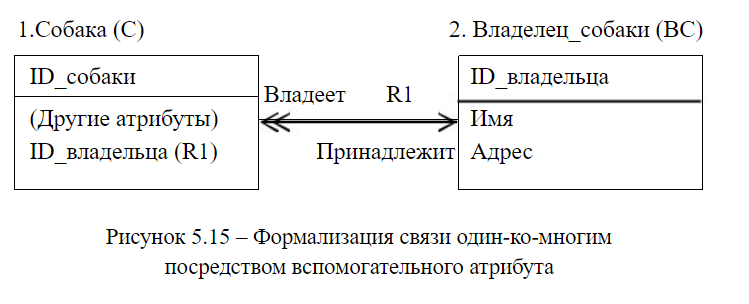 1.Собака (С)
2. Владелец_собаки (ВС)
ID_собаки
(Другие атрибуты)
ID_владельца (R1)
Владеет R1
Принадлежит
ID_владельца
Имя
Адрес
Рисунок 5.15 – Формализация связи один-ко-многим
посредством вспомогательного атрибута